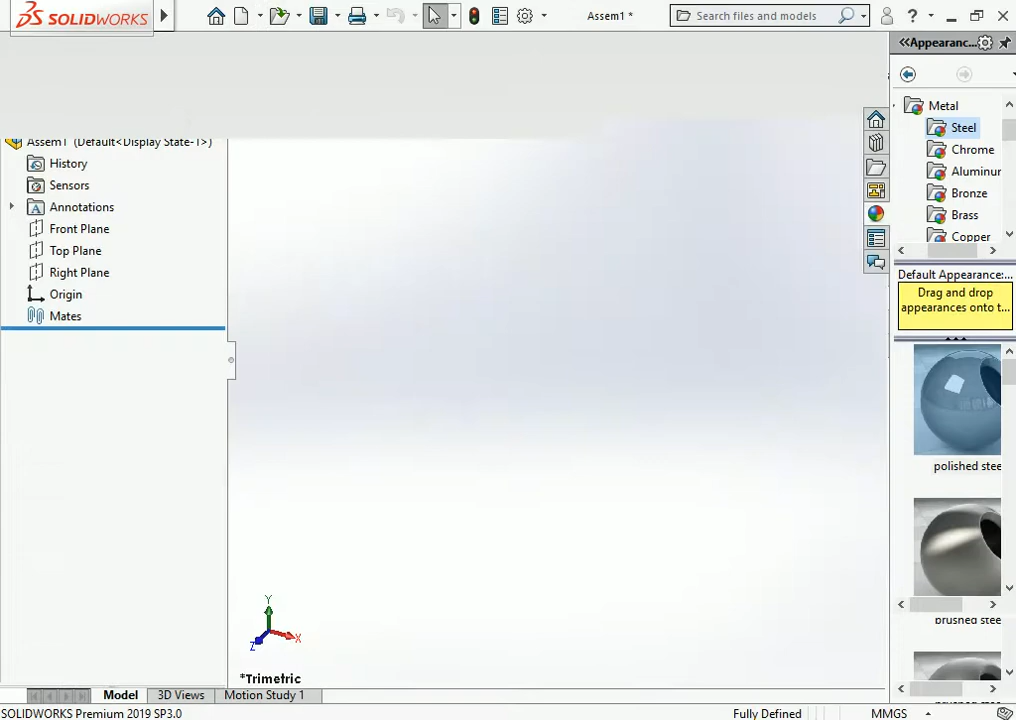 SOLIDWORKS
Assem1 *
Search files and models
?
Appearanc...
Metal
Steel
Chrome
Aluminur
Bronze
Brass
Copper
Default Appearance:...
Drag and drop
appearances onto t...
polished stee
brushed stee
Assem1 (Default<Display State-1>)
History
Sensors
Annotations
Front Plane
Top Plane
Right Plane
Origin
Mates
Y
X
Z
*Trimetric
Model
3D Views
Motion Study 1
SOLIDWORKS Premium 2019 SP3.0
Fully Defined
MMGS